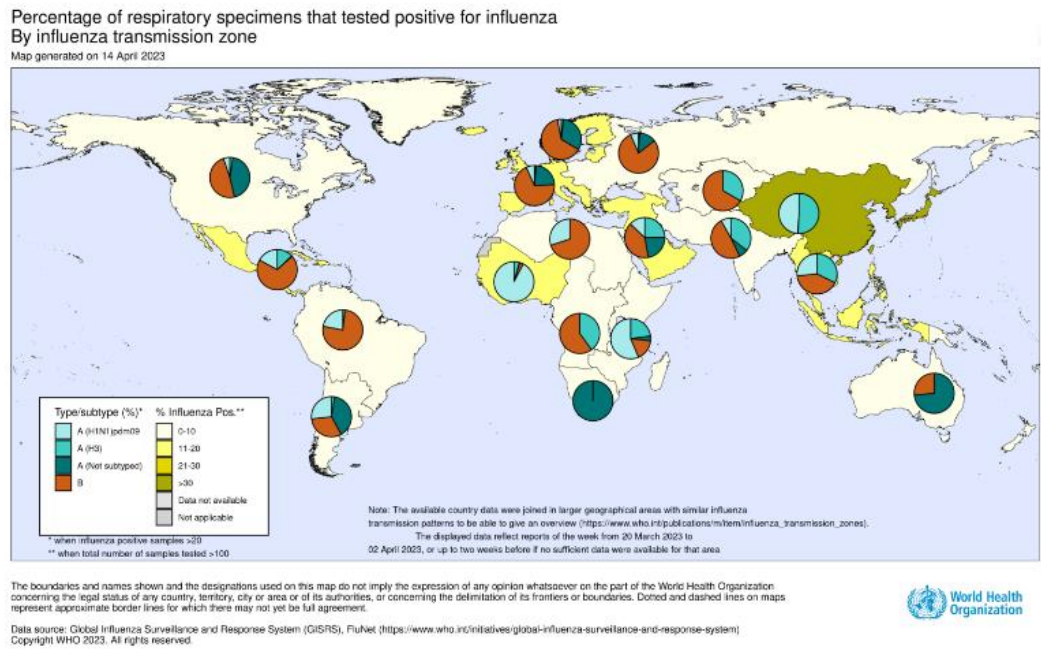 Percentage of respiratory specimens that tested positive for influenza
By influenza transmission zone
Map generated on 14 April 2023
Type/subtype (%)*
A (H1N1)pdm09
A (H3)
A (Not subtyped)
B
% Influenza Pos.**
0-10
11-20
21-30
>30
Data not available
Not applicable
* when influenza positive samples >20
** when total number of samples tested >100
Note: The available country data were joined in larger geographical areas with similar influenza
transmission patterns to be able to give an overview (https://www.who.int/publications/m/item/influenza_transmission_zones).
The displayed data reflect reports of the week from 20 March 2023 to
02 April 2023, or up to two weeks before if no sufficient data were available for that area
The boundaries and names shown and the designations used on this map do not imply the expression of any opinion whatsoever on the part of the World Health Organization
concerning the legal status of any country, territory, city or area or of its authorities, or concerning the delimitation of its frontiers or boundaries. Dotted and dashed lines on maps
represent approximate border lines for which there may not yet be full agreement.
World Health
Organization
Data source: Global Influenza Surveillance and Response System (GISRS), FluNet (https://www.who.int/initiatives/global-influenza-surveillance-and-response-system)
Copyright WHO 2023. All rights reserved.